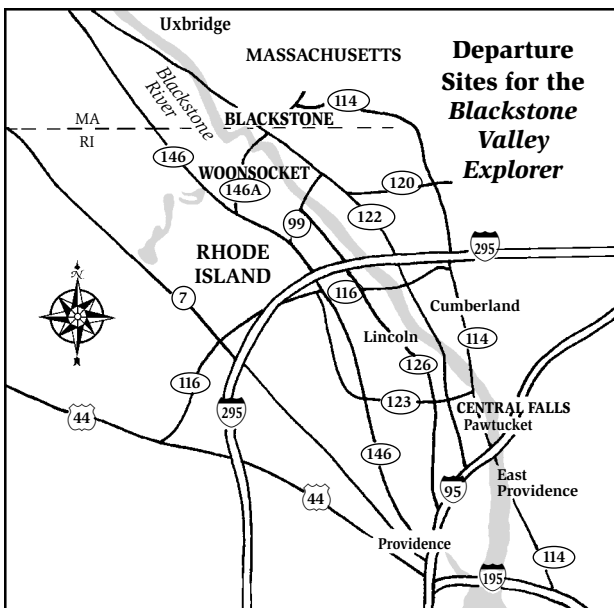 Uxbridge
MASSACHUSETTS
Departure
Sites for the
Blackstone
Valley
Explorer
Blackstone
River
114
BLACKSTONE
MA
RI
146
WOONSOCKET
146A
120
122
99
295
RHODE
ISLAND
N
7
116
Cumberland
Lincoln
114
126
116
44
295
123
CENTRAL FALLS
Pawtucket
146
95
East
Providence
44
Providence
114
195